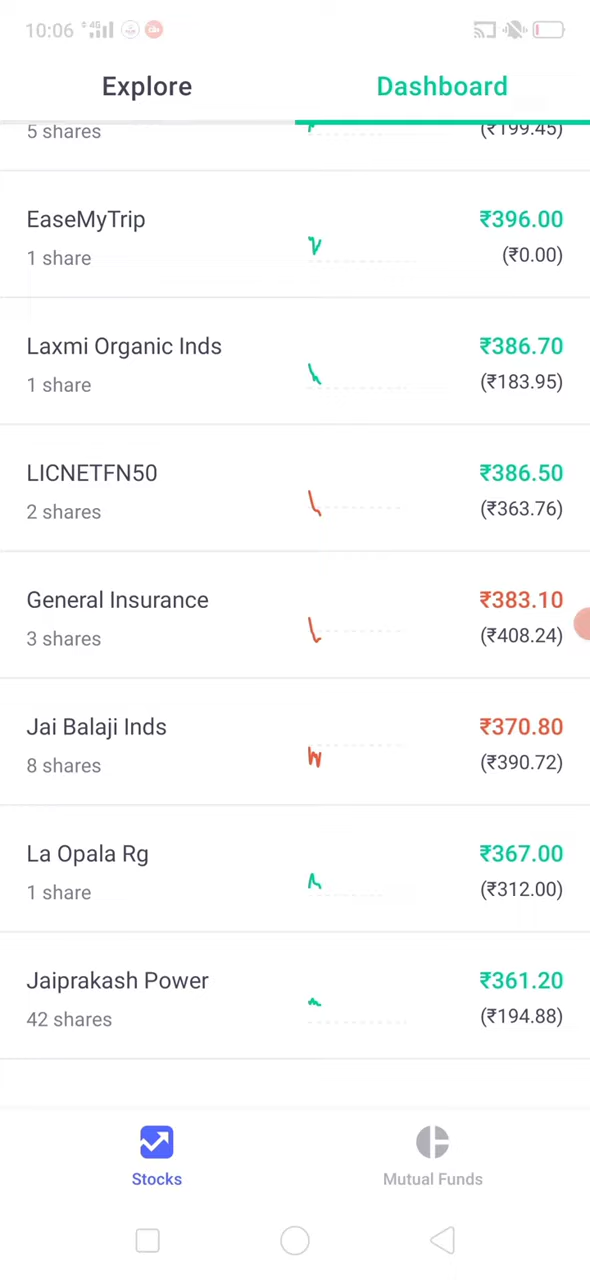 10:06 4G
Explore Dashboard
5 shares (₹199.45)
EaseMyTrip ₹396.00
1 share (₹0.00)
Laxmi Organic Inds ₹386.70
1 share (₹183.95)
LICNETFN50 ₹386.50
2 shares (₹363.76)
General Insurance ₹383.10
3 shares (₹408.24)
Jai Balaji Inds ₹370.80
8 shares (₹390.72)
La Opala Rg ₹367.00
1 share (₹312.00)
Jaiprakash Power ₹361.20
42 shares (₹194.88)
Stocks Mutual Funds